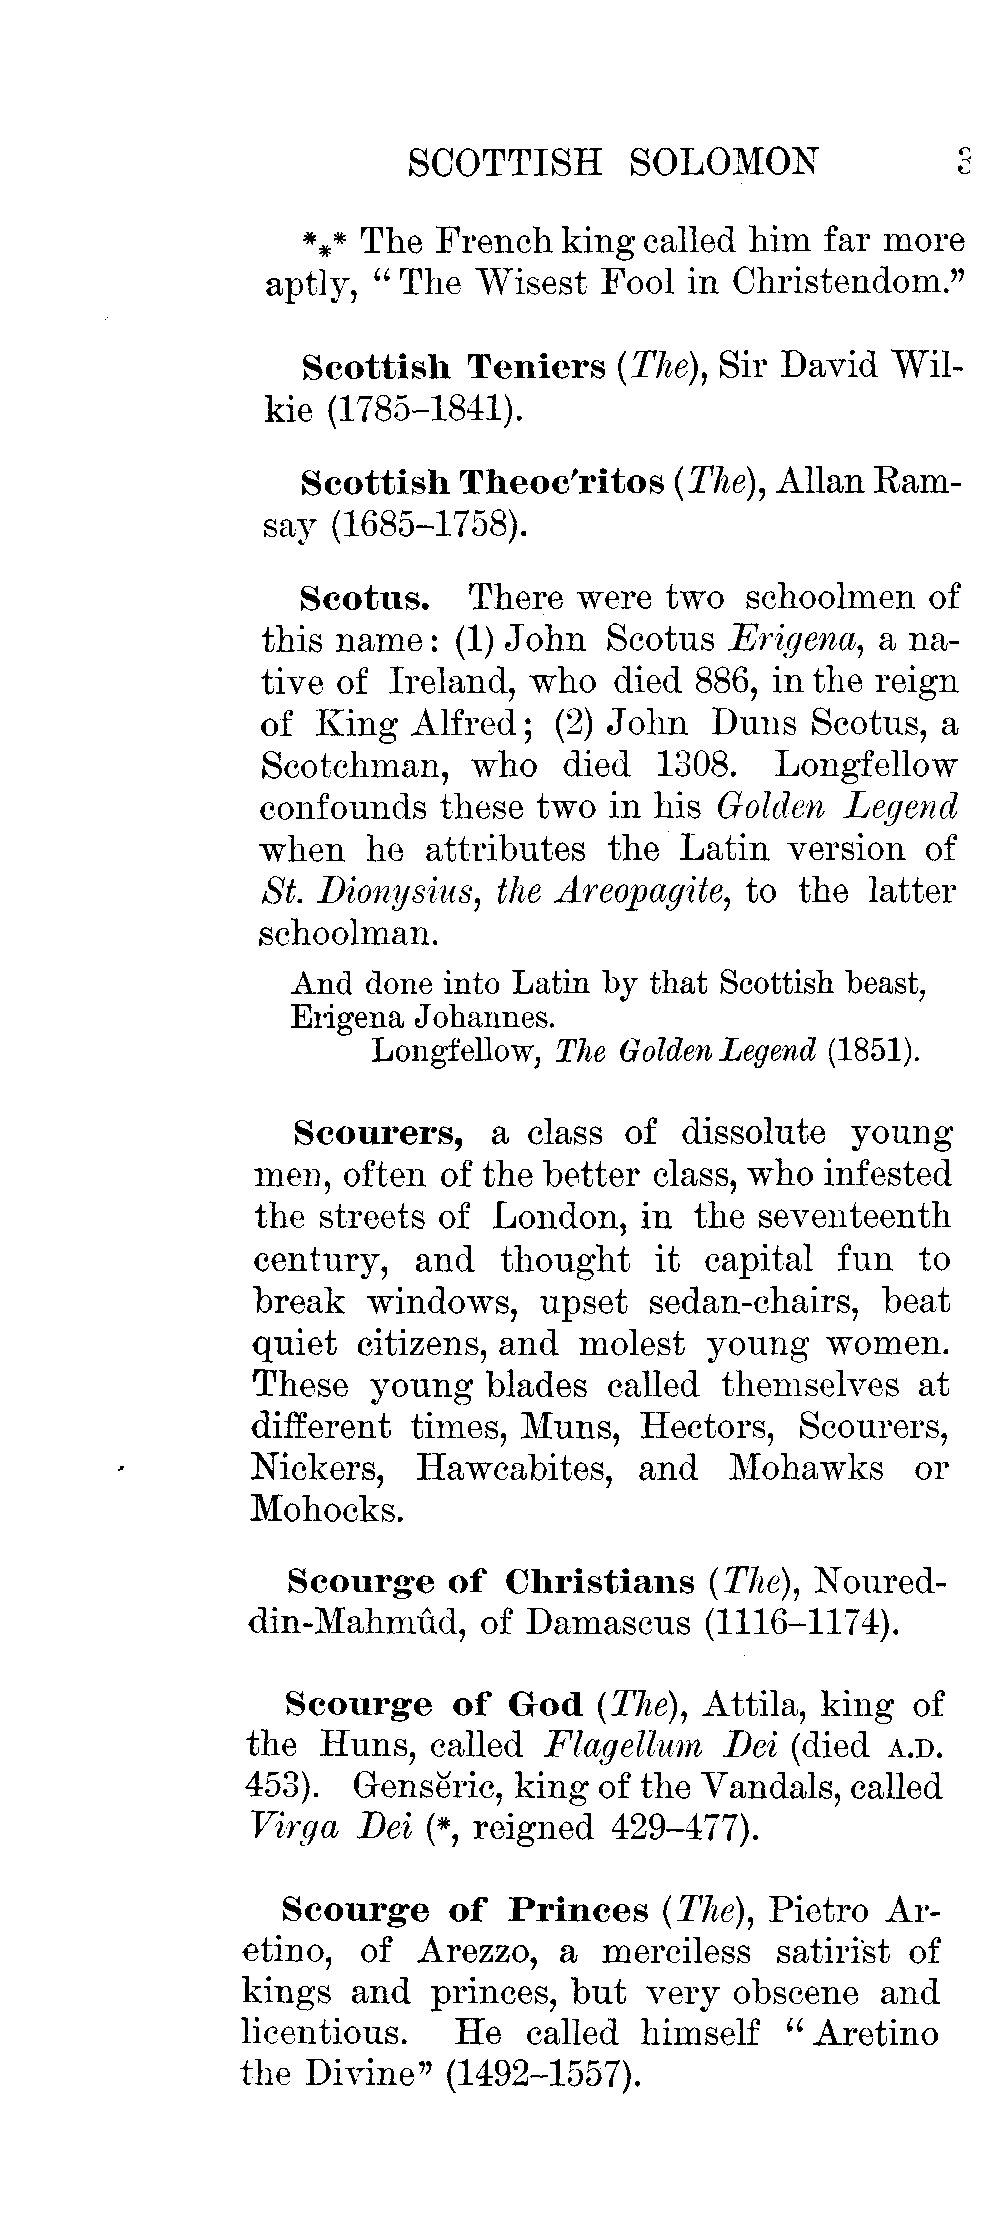 SCOTTISH SOLOMON
*⁎* The French king called him far more
aptly, “The Wisest Fool in Christendom.”
Scottish Teniers (The), Sir David Wil-
kie (1785–1841).
Scottish Theoc′ritos (The), Allan Ram-
say (1685–1758).
Scotus. There were two schoolmen of
this name: (1) John Scotus Erigena, a na-
tive of Ireland, who died 886, in the reign
of King Alfred; (2) John Duns Scotus, a
Scotchman, who died 1308. Longfellow
confounds these two in his Golden Legend
when he attributes the Latin version of
St. Dionysius, the Areopagite, to the latter
schoolman.
And done into Latin by that Scottish beast,
Erigena Johannes.
Longfellow, The Golden Legend (1851).
Scourers, a class of dissolute young
men, often of the better class, who infested
the streets of London, in the seventeenth
century, and thought it capital fun to
break windows, upset sedan-chairs, beat
quiet citizens, and molest young women.
These young blades called themselves at
different times, Muns, Hectors, Scourers,
Nickers, Hawcabites, and Mohawks or
Mohocks.
Scourge of Christians (The), Noured-
din-Mahmûd, of Damascus (1116–1174).
Scourge of God (The), Attila, king of
the Huns, called Flagellum Dei (died A.D.
453). Gensĕric, king of the Vandals, called
Virga Dei (*, reigned 429–477).
Scourge of Princes (The), Pietro Ar-
etino, of Arezzo, a merciless satirist of
kings and princes, but very obscene and
licentious. He called himself “Aretino
the Divine” (1492–1557).